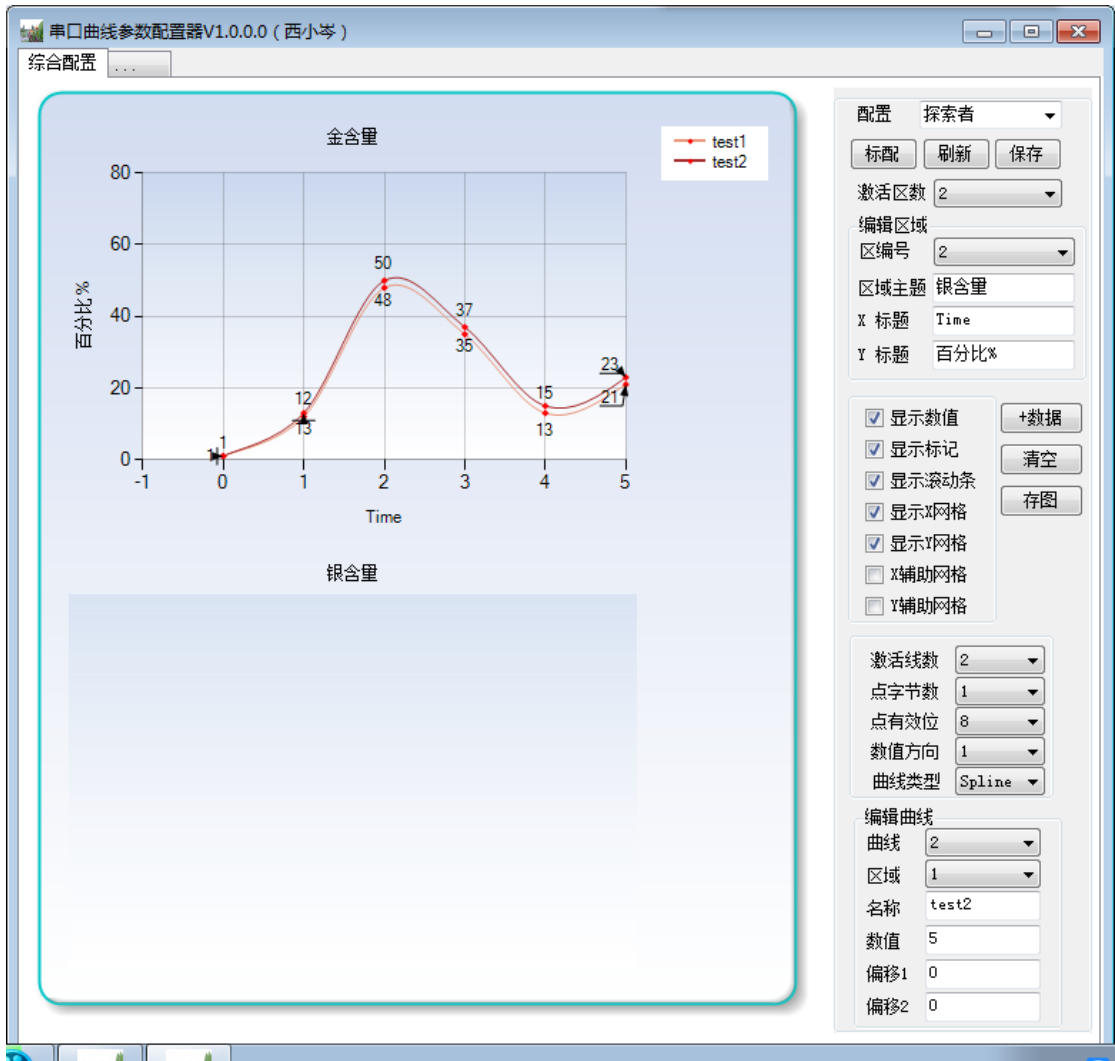 串口曲线参数配置器V1.0.0.0（西小岑）
综合配置
...
金含量
test1
test2
80
60
40
20
0
百分比%
50
48
37
35
12
13
1
1
15
13
23
21
-1 0 1 2 3 4 5
Time
银含量
配置 探索者
标配 刷新 保存
激活区数 2
编辑区域
区编号 2
区域主题 银含量
X 标题 Time
Y 标题 百分比%
显示数值
显示标记
显示滚动条
显示X网格
显示Y网格
X辅助网格
Y辅助网格
+数据
清空
存图
激活线数 2
点字节数 1
点有效位 8
数值方向 1
曲线类型 Spline
编辑曲线
曲线 2
区域 1
名称 test2
数值 5
偏移1 0
偏移2 0